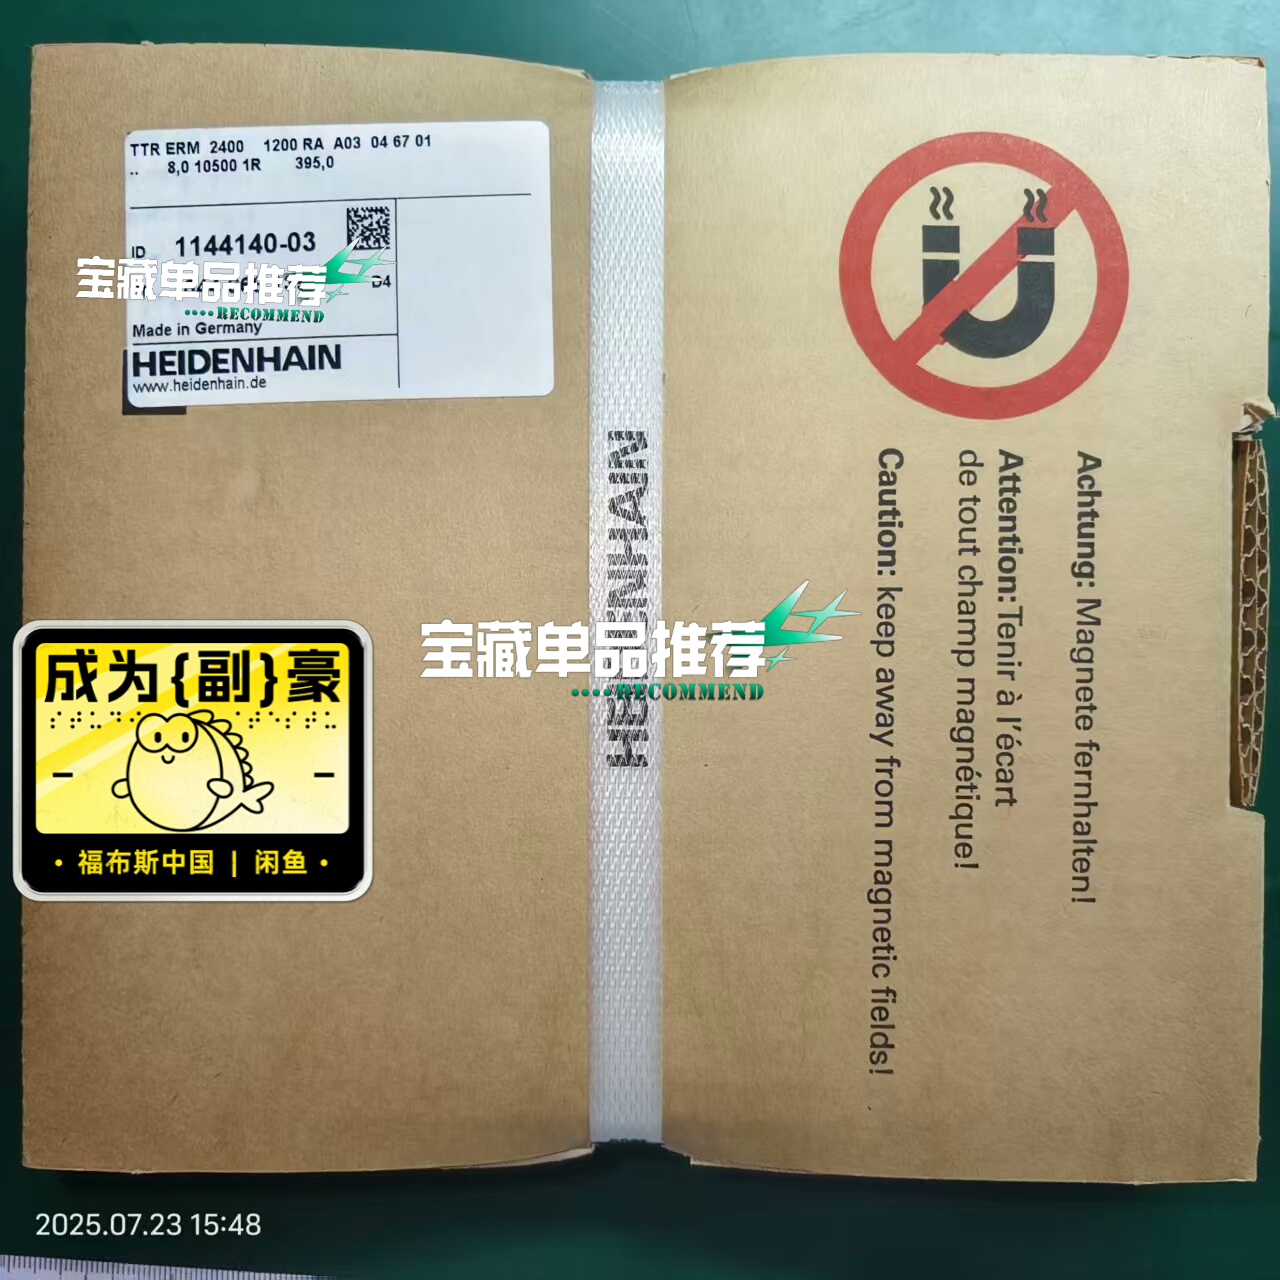 TTR ERM 2400 1200 RA A03 04 67 01
.. 8,0 10500 1R 395,0
ID 1144140-03
D4
Made in Germany
HEIDENHAIN
www.heidenhain.de
宝藏单品推荐
RECOMMEND
HEIDENHAIN
宝藏单品推荐
RECOMMEND
Achtung: Magnete fernhalten!
Attention: Tenir à l'écart
de tout champ magnétique!
Caution: keep away from magnetic fields!
成为{副}豪
• 福布斯中国 | 闲鱼 •
2025.07.23 15:48